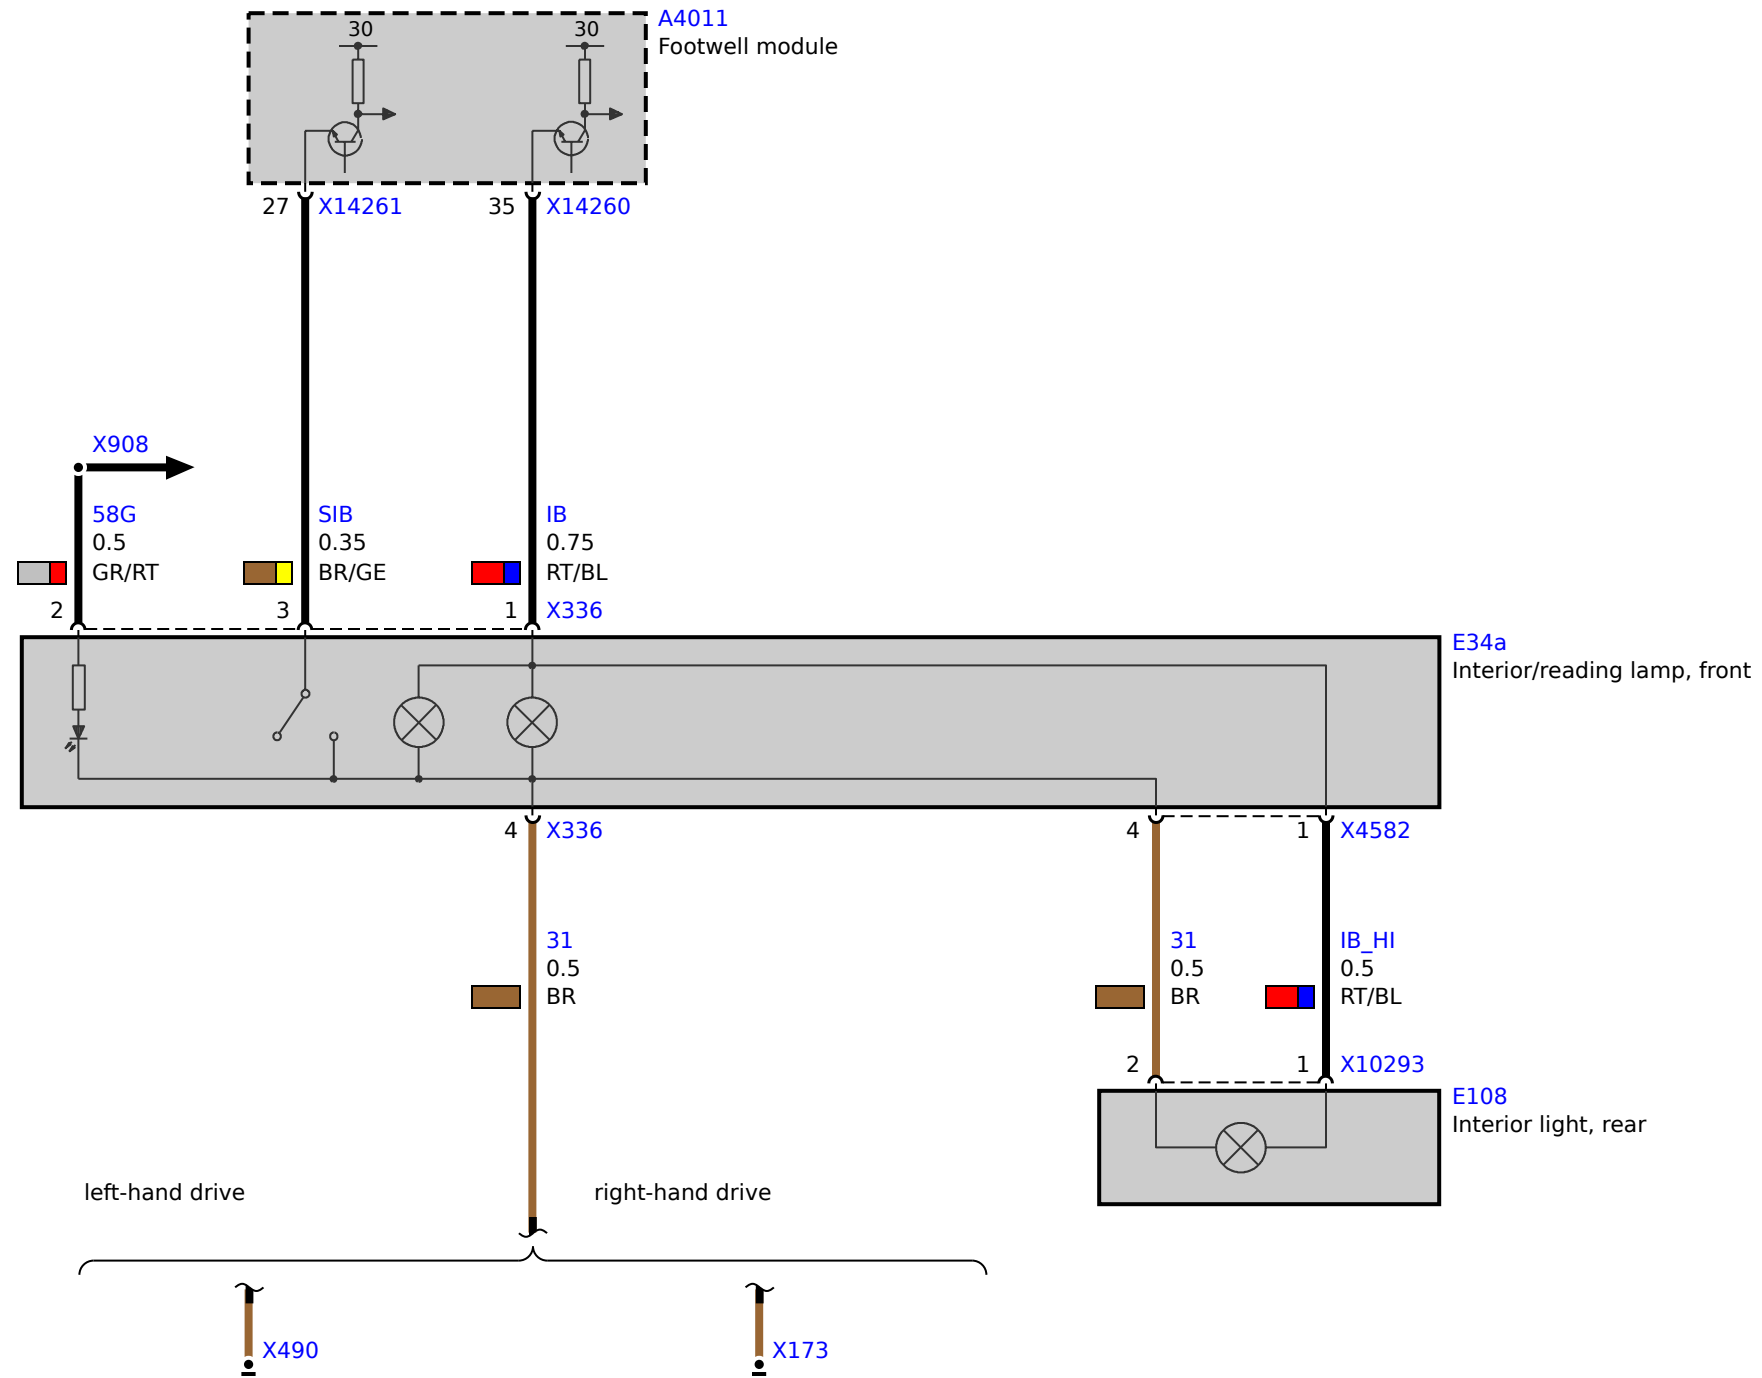 30
30
A4011
Footwell module
27
X14261
35
X14260
X908
58G
0.5
GR/RT
SIB
0.35
BR/GE
IB
0.75
RT/BL
2
3
1
X336
E34a
Interior/reading lamp, front
4
X336
4
1
X4582
31
0.5
BR
31
0.5
BR
IB_HI
0.5
RT/BL
2
1
X10293
E108
Interior light, rear
left-hand drive
right-hand drive
X490
X173